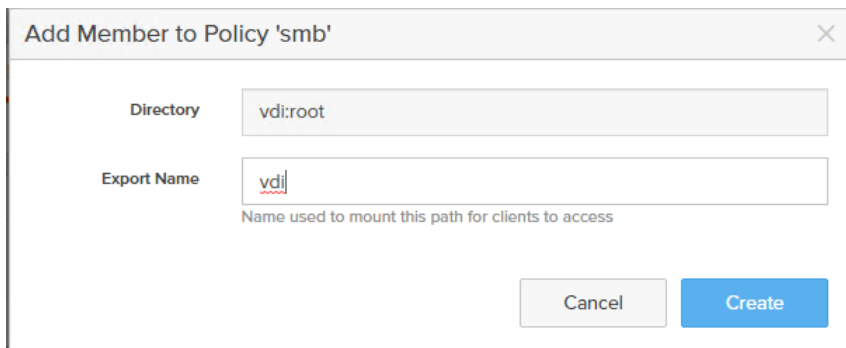 Add Member to Policy 'smb'
Directory
vdi:root
Export Name
vdi
Name used to mount this path for clients to access
Cancel
Create